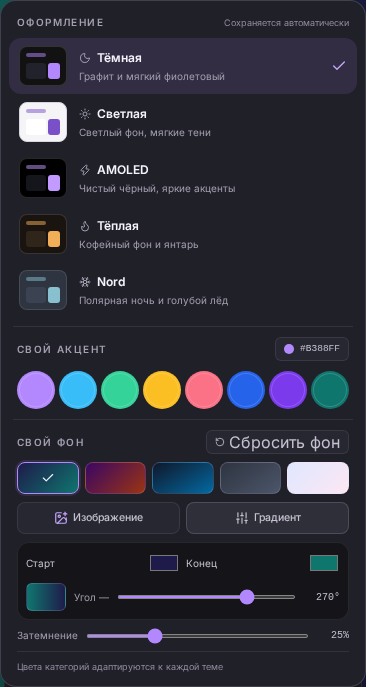 ОФОРМЛЕНИЕ Сохраняется автоматически
Тёмная
Графит и мягкий фиолетовый
Светлая
Светлый фон, мягкие тени
AMOLED
Чистый чёрный, яркие акценты
Тёплая
Кофейный фон и янтарь
Nord
Полярная ночь и голубой лёд
СВОЙ АКЦЕНТ #B388FF
СВОЙ ФОН Сбросить фон
Изображение Градиент
Старт Конец
Угол — 270°
Затемнение 25%
Цвета категорий адаптируются к каждой теме